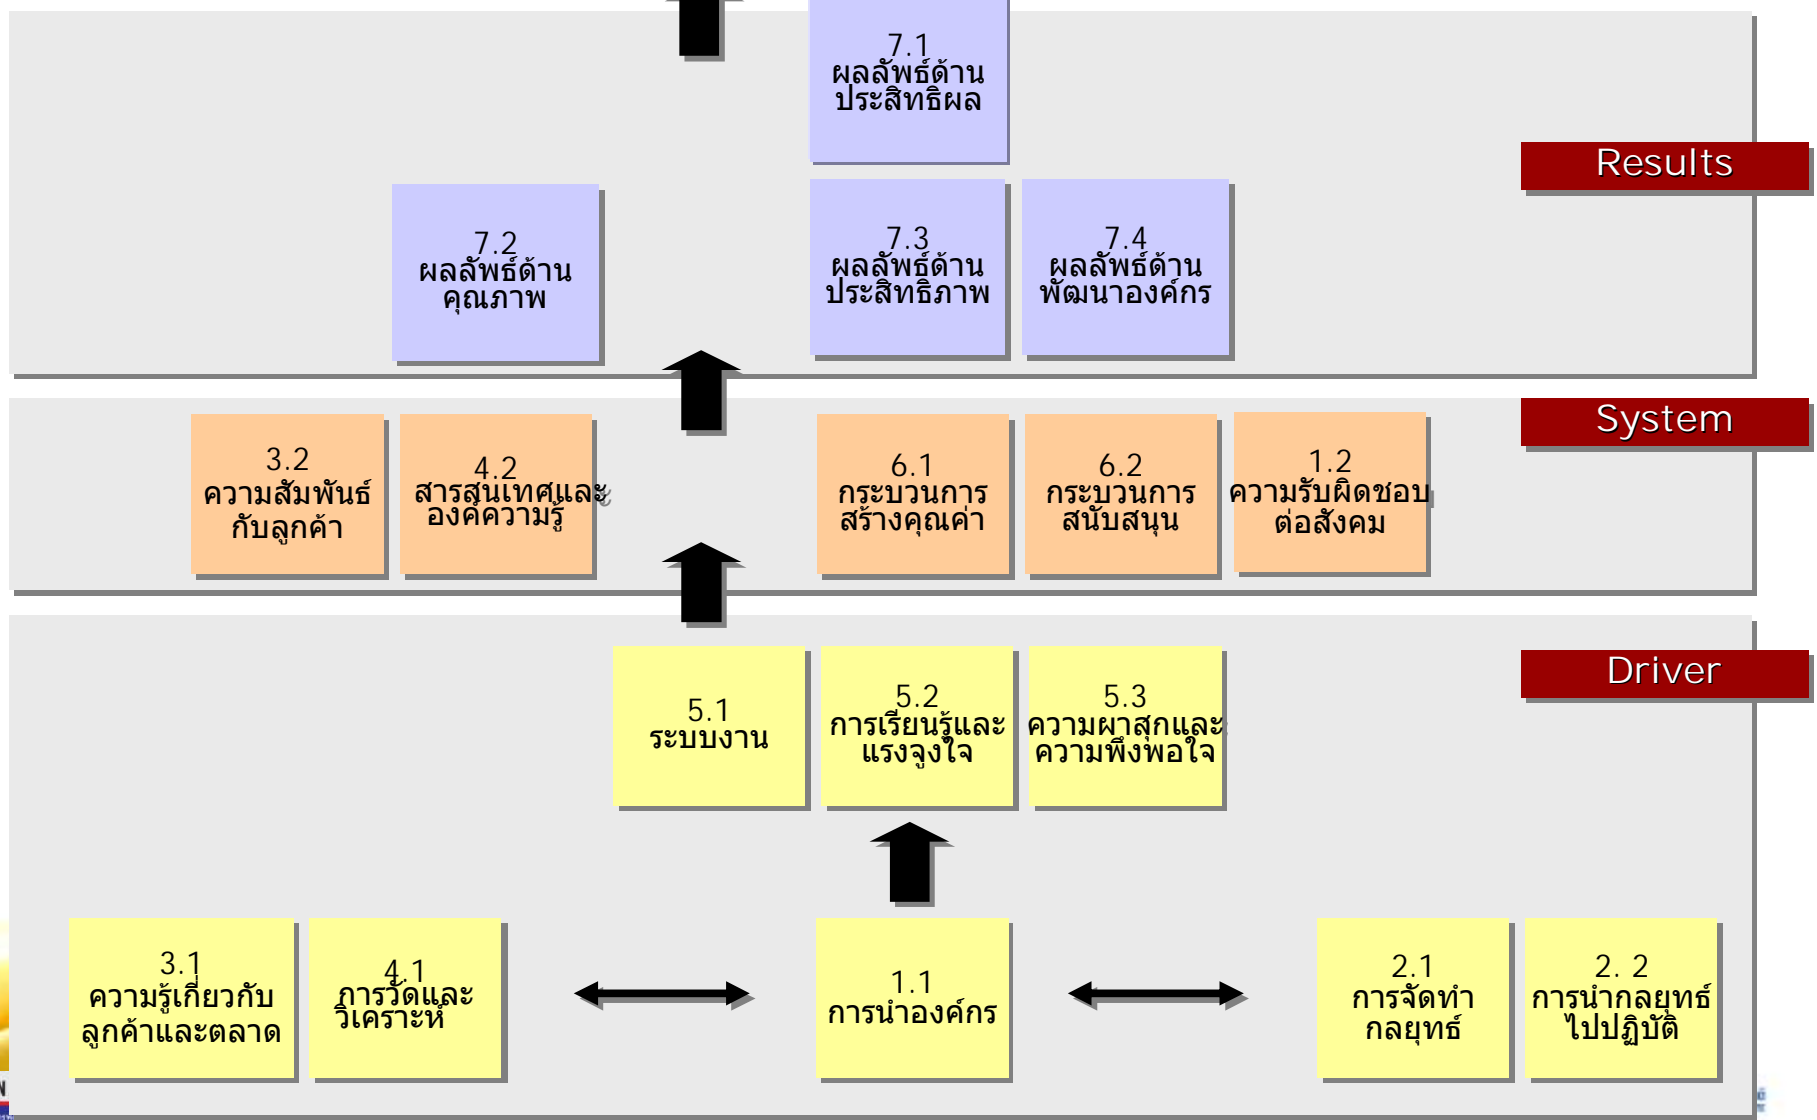 7.1
ผลลัพธ์ด้าน
ประสิทธิผล
Results
7.2
ผลลัพธ์ด้าน
คุณภาพ
7.3
ผลลัพธ์ด้าน
ประสิทธิภาพ
7.4
ผลลัพธ์ด้าน
พัฒนาองค์กร
System
3.2
ความสัมพันธ์
กับลูกค้า
4.2
สารสนเทศและ
องค์ความรู้
6.1
กระบวนการ
สร้างคุณค่า
6.2
กระบวนการ
สนับสนุน
1.2
ความรับผิดชอบ
ต่อสังคม
Driver
5.1
ระบบงาน
5.2
การเรียนรู้และ
แรงจูงใจ
5.3
ความผาสุกและ
ความพึงพอใจ
3.1
ความรู้เกี่ยวกับ
ลูกค้าและตลาด
4.1
การวัดและ
วิเคราะห์
1.1
การนำองค์กร
2.1
การจัดทำ
กลยุทธ์
2. 2
การนำกลยุทธ์
ไปปฏิบัติ